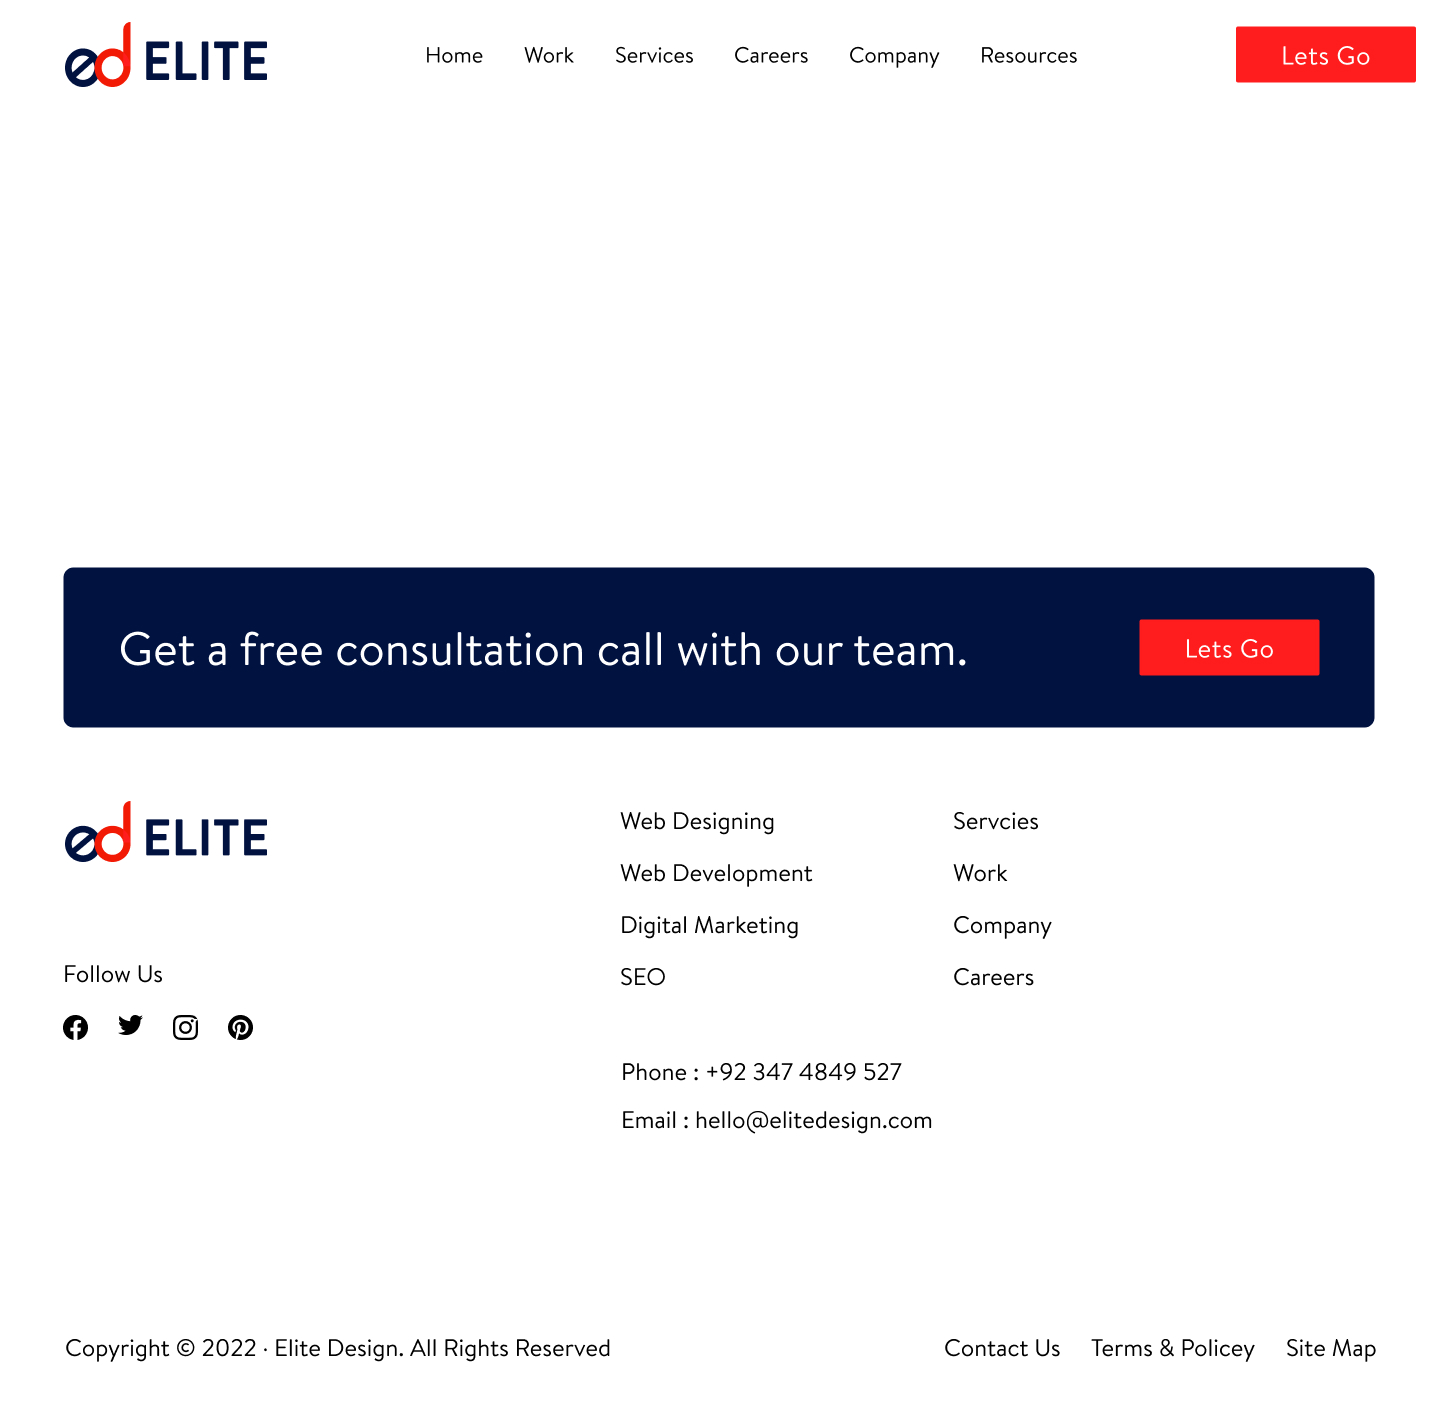 ed ELITE
Home Work Services Careers Company Resources
Lets Go
Get a free consultation call with our team.
Lets Go
ed ELITE
Web Designing
Web Development
Digital Marketing
SEO
Servcies
Work
Company
Careers
Follow Us
Phone : +92 347 4849 527
Email : hello@elitedesign.com
Copyright © 2022 · Elite Design. All Rights Reserved
Contact Us Terms & Policey Site Map